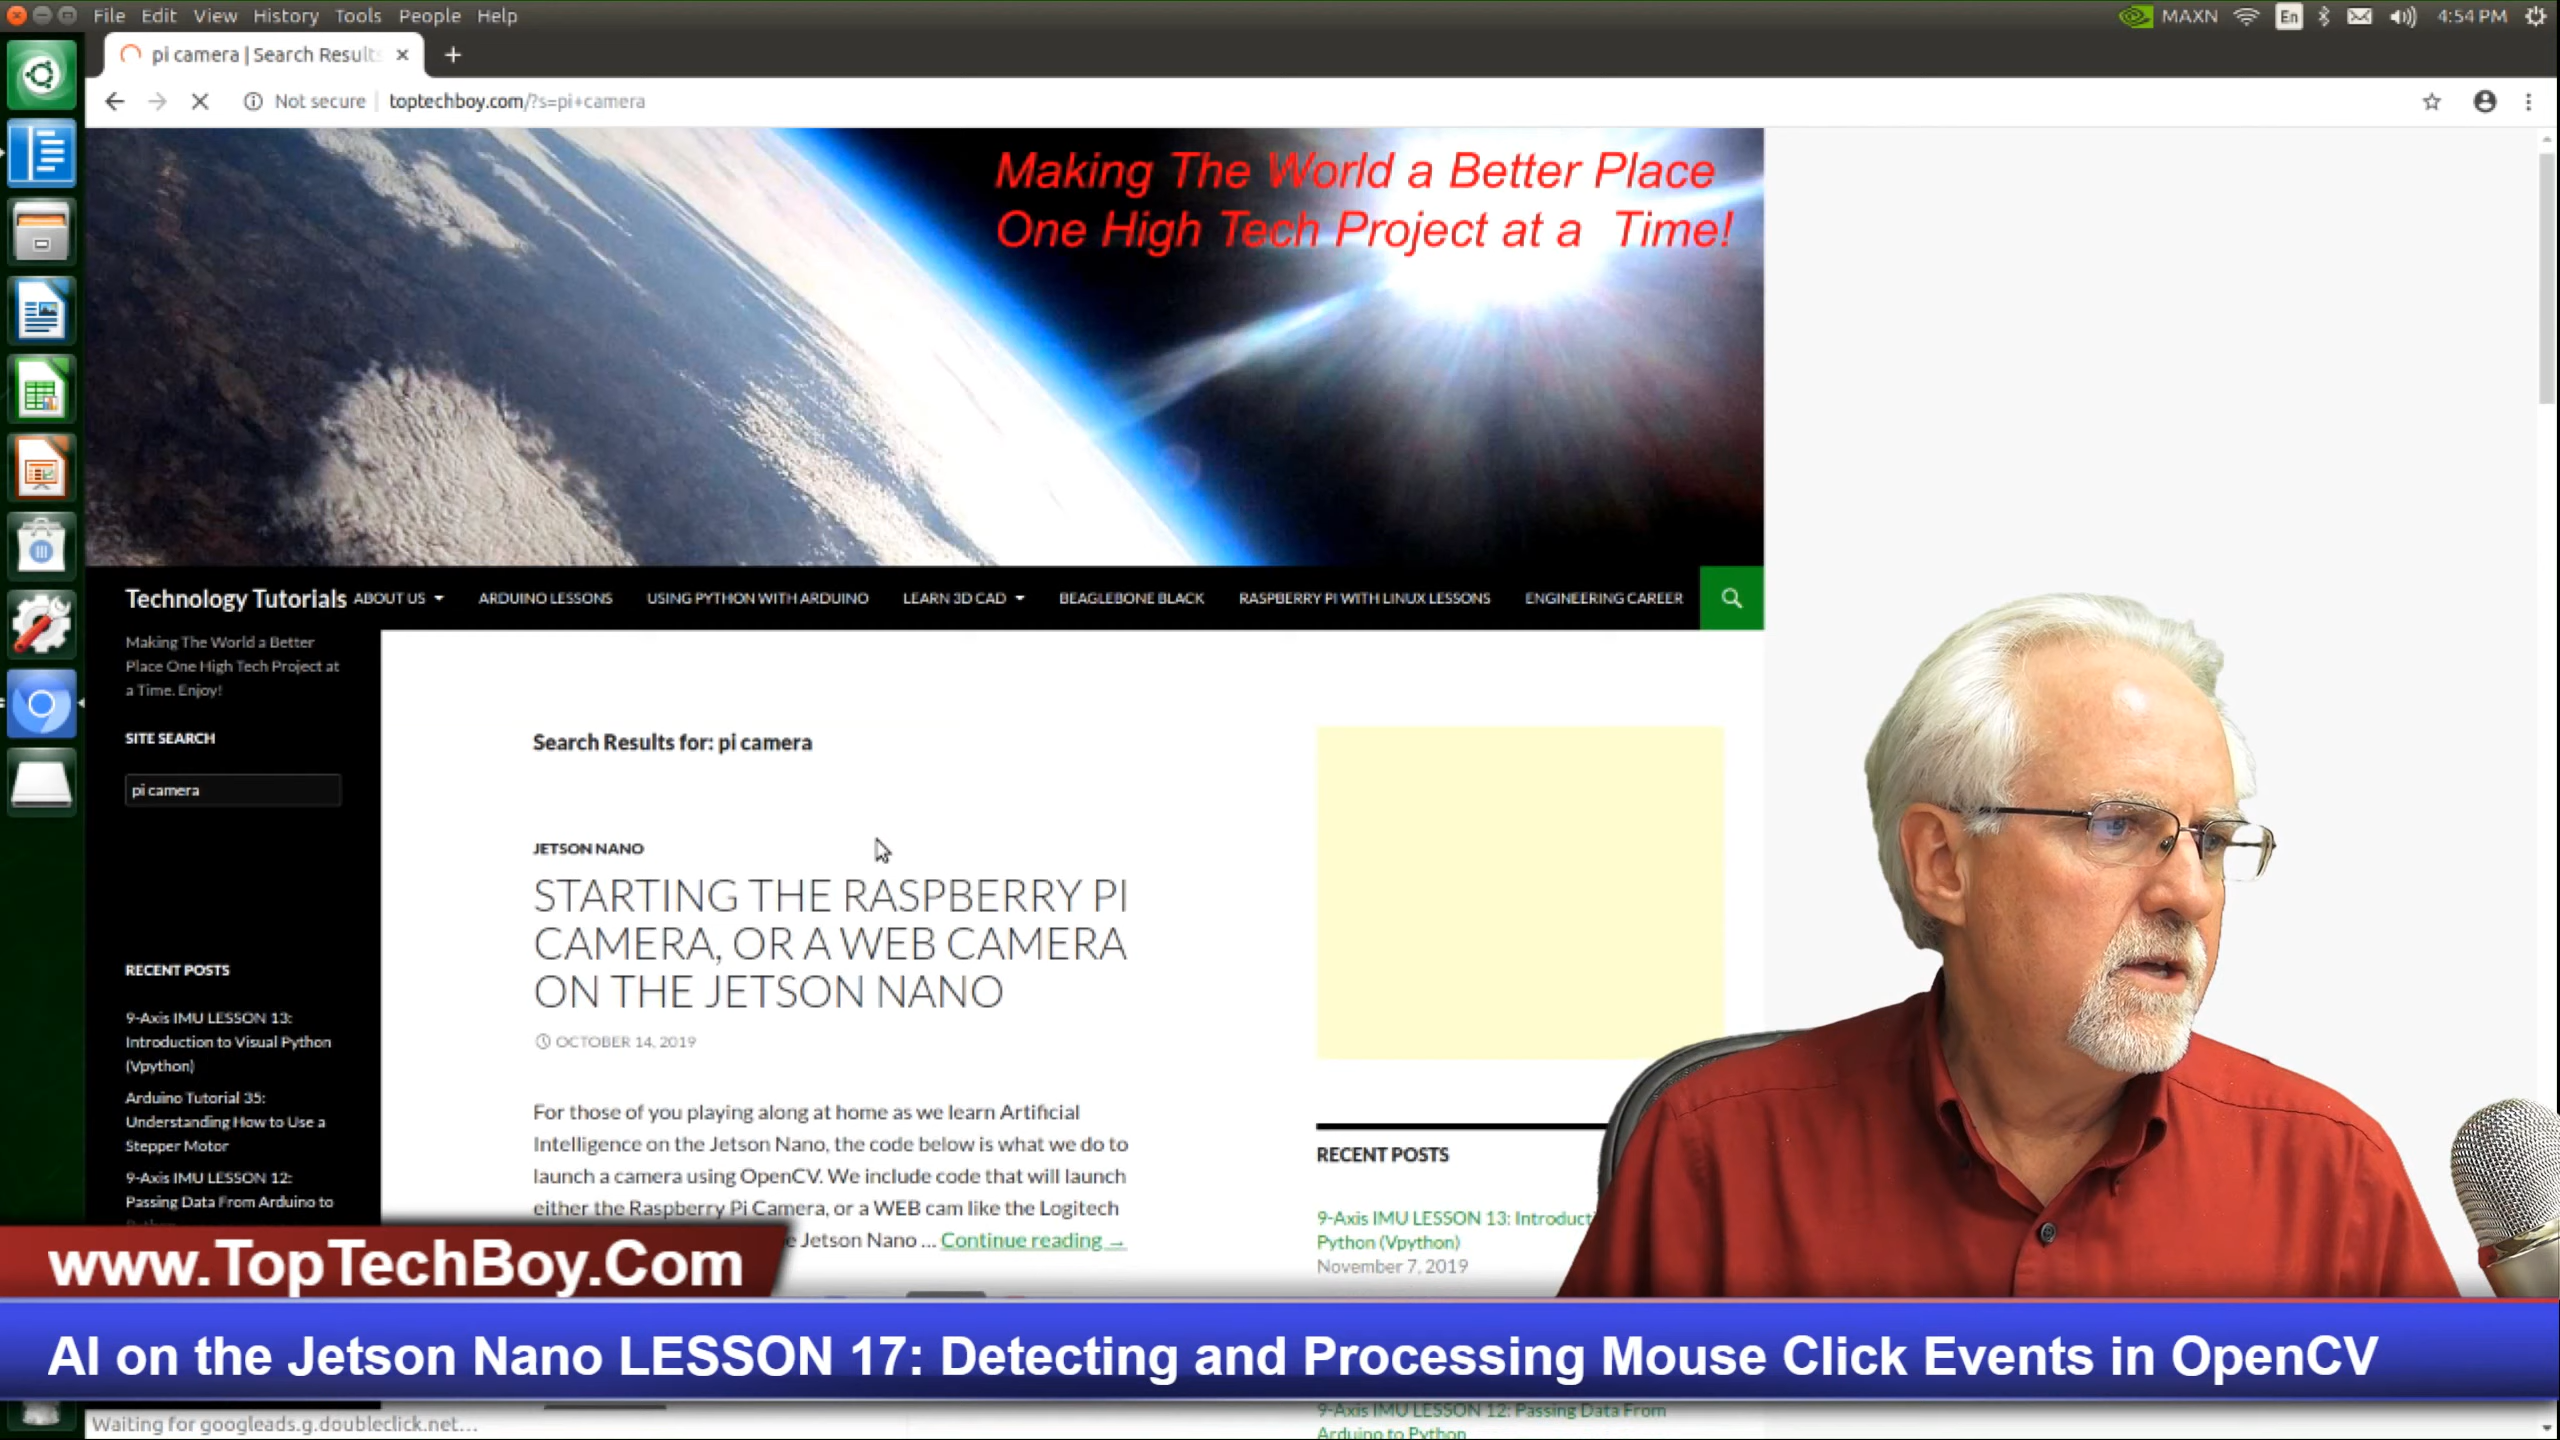 File Edit View History Tools People Help
MAXN En 4:54 PM
pi camera | Search Results
Not secure toptechboy.com/?s=pi+camera
Making The World a Better Place
One High Tech Project at a Time!
Technology Tutorials ABOUT US ARDUINO LESSONS USING PYTHON WITH ARDUINO LEARN 3D CAD BEAGLEBONE BLACK RASPBERRY PI WITH LINUX LESSONS ENGINEERING CAREER
Making The World a Better
Place One High Tech Project at
a Time. Enjoy!
SITE SEARCH
pi camera
RECENT POSTS
9-Axis IMU LESSON 13:
Introduction to Visual Python
(Vpython)
Arduino Tutorial 35:
Understanding How to Use a
Stepper Motor
9-Axis IMU LESSON 12:
Passing Data From Arduino to
Search Results for: pi camera
JETSON NANO
STARTING THE RASPBERRY PI
CAMERA, OR A WEB CAMERA
ON THE JETSON NANO
OCTOBER 14, 2019
For those of you playing along at home as we learn Artificial
Intelligence on the Jetson Nano, the code below is what we do to
launch a camera using OpenCV. We include code that will launch
either the Raspberry Pi Camera, or a WEB cam like the Logitech
Jetson Nano ... Continue reading →
RECENT POSTS
9-Axis IMU LESSON 13:
Python (Vpython)
November 7, 2019
www.TopTechBoy.Com
AI on the Jetson Nano LESSON 17: Detecting and Processing Mouse Click Events in OpenCV
9-Axis IMU LESSON 12: Passing Data From
Arduino to Python
Waiting for googleads.g.doubleclick.net...